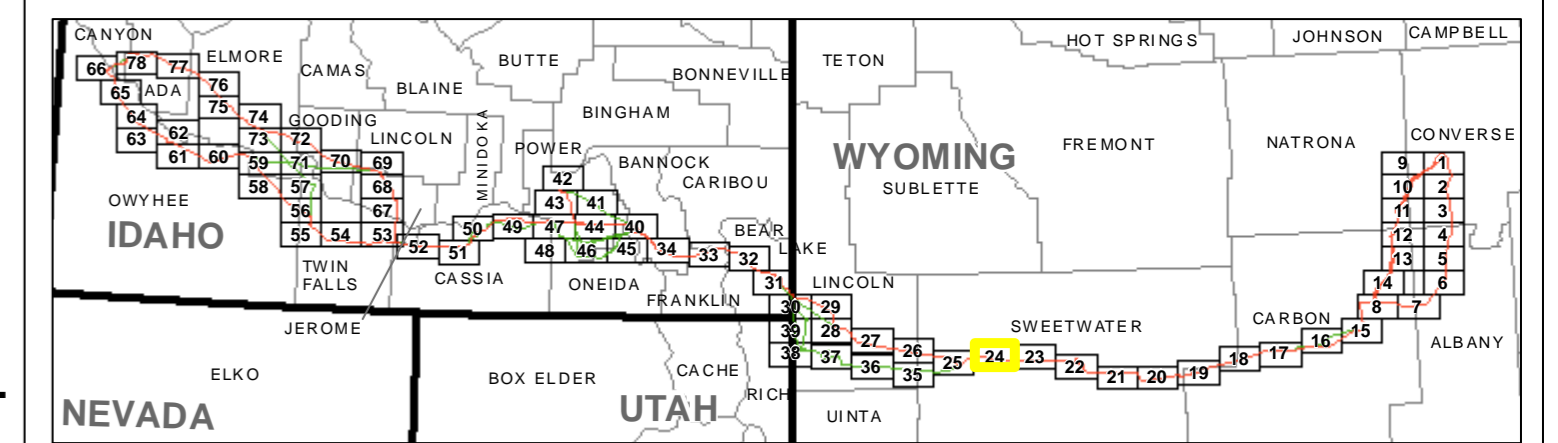 CANYON
ELMORE
CAMAS
BUTTE
BONNEVILLE
TETON
HOT SPRINGS
JOHNSON
CAMPBELL
66 78 77
76
65 ADA
75
BLAINE
BINGHAM
64
74
GOODING
63 62
73 72
LINCOLN
MINIDOKA
POWER
BANNOCK
CARIBOU
WYOMING
SUBLETTE
FREMONT
NATRONA
CONVERSE
61 60 59 71 70 69
58 57 68
42
43 41
9 1
10 2
OWYHEE
IDAHO
56 67
55 54 53
52 51 50 49 47 44 40
48 46 45 34 33 32
BEAR
LAKE
11 3
12 4
13 5
TWIN
FALLS
CASSIA
ONEIDA
FRANKLIN
31
LINCOLN
14 6
8 7
JEROME
30 29
39 28
38 37
27 26 25 24 23
36 35
SWEETWATER
22 21 20 19 18 17 16 15
CARBON
ALBANY
ELKO
NEVADA
BOX ELDER
UTAH
CACHE
RICH
UINTA